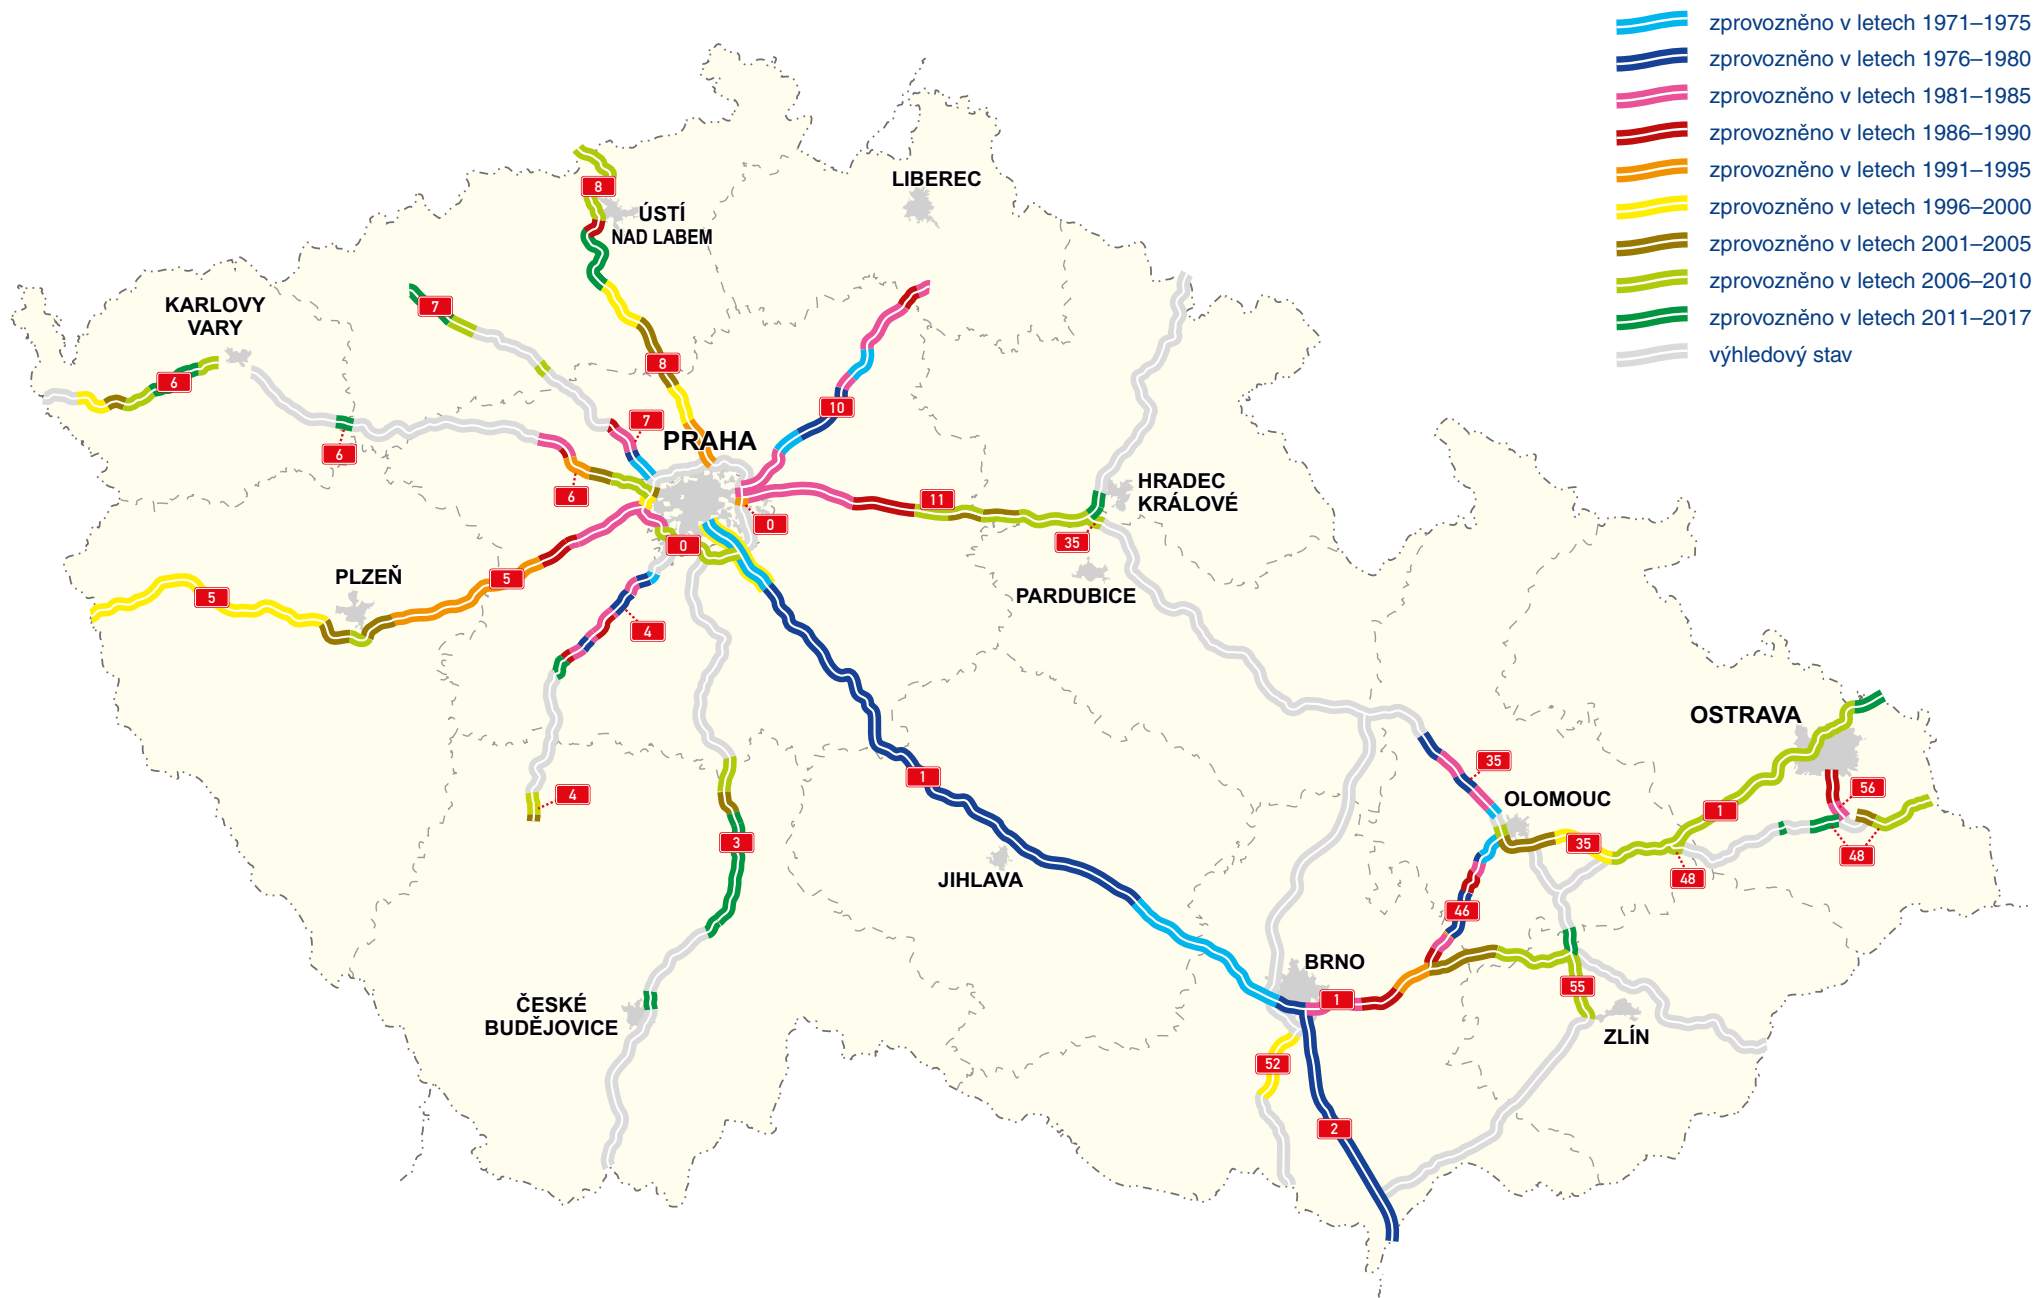 zprovozněno v letech 1971–1975
zprovozněno v letech 1976–1980
zprovozněno v letech 1981–1985
zprovozněno v letech 1986–1990
zprovozněno v letech 1991–1995
zprovozněno v letech 1996–2000
zprovozněno v letech 2001–2005
zprovozněno v letech 2006–2010
zprovozněno v letech 2011–2017
výhledový stav
LIBEREC
8
ÚSTÍ
NAD LABEM
KARLOVY
VARY
7
8
6
10
7
PRAHA
6
HRADEC
KRÁLOVÉ
6
11
0
35
0
PLZEŇ
5
5
PARDUBICE
4
OSTRAVA
35
1
56
4
OLOMOUC
1
3
35
48
JIHLAVA
48
46
BRNO
55
1
ČESKÉ
BUDĚJOVICE
ZLÍN
52
2